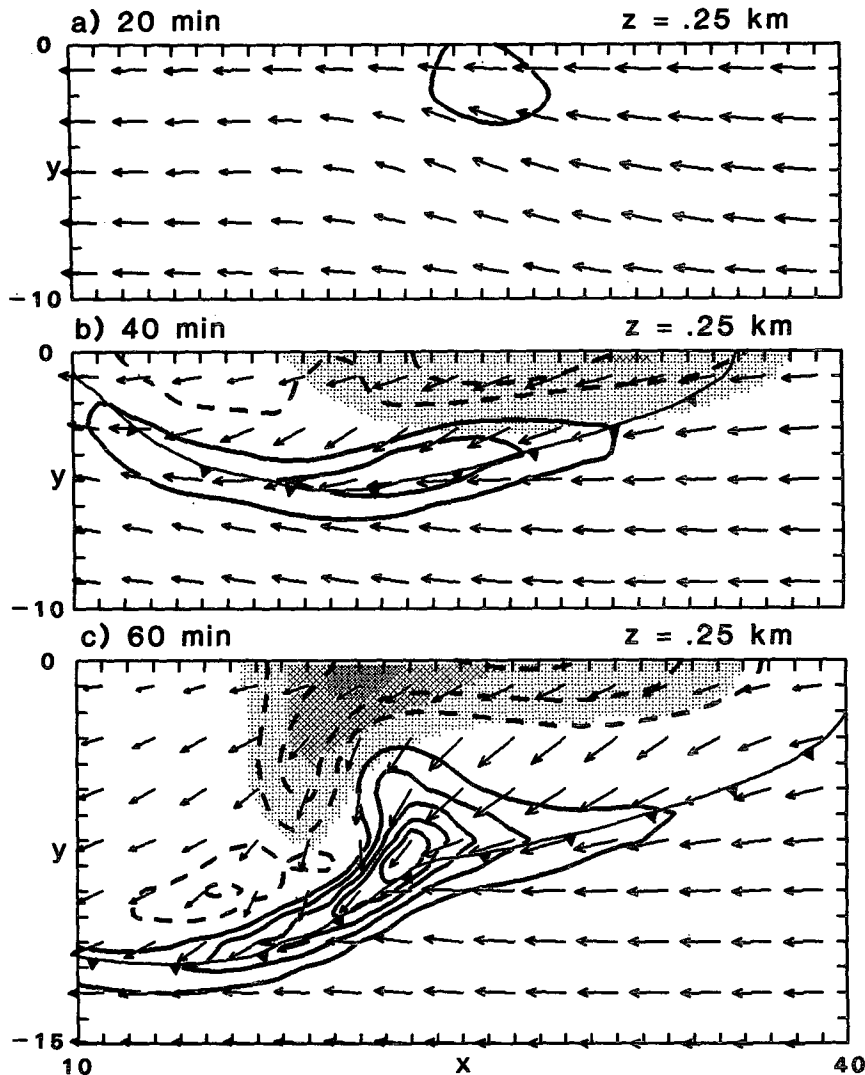 a) 20 min z = .25 km
0
y
-10
b) 40 min z = .25 km
0
y
-10
c) 60 min z = .25 km
0
y
-15
10 x 40